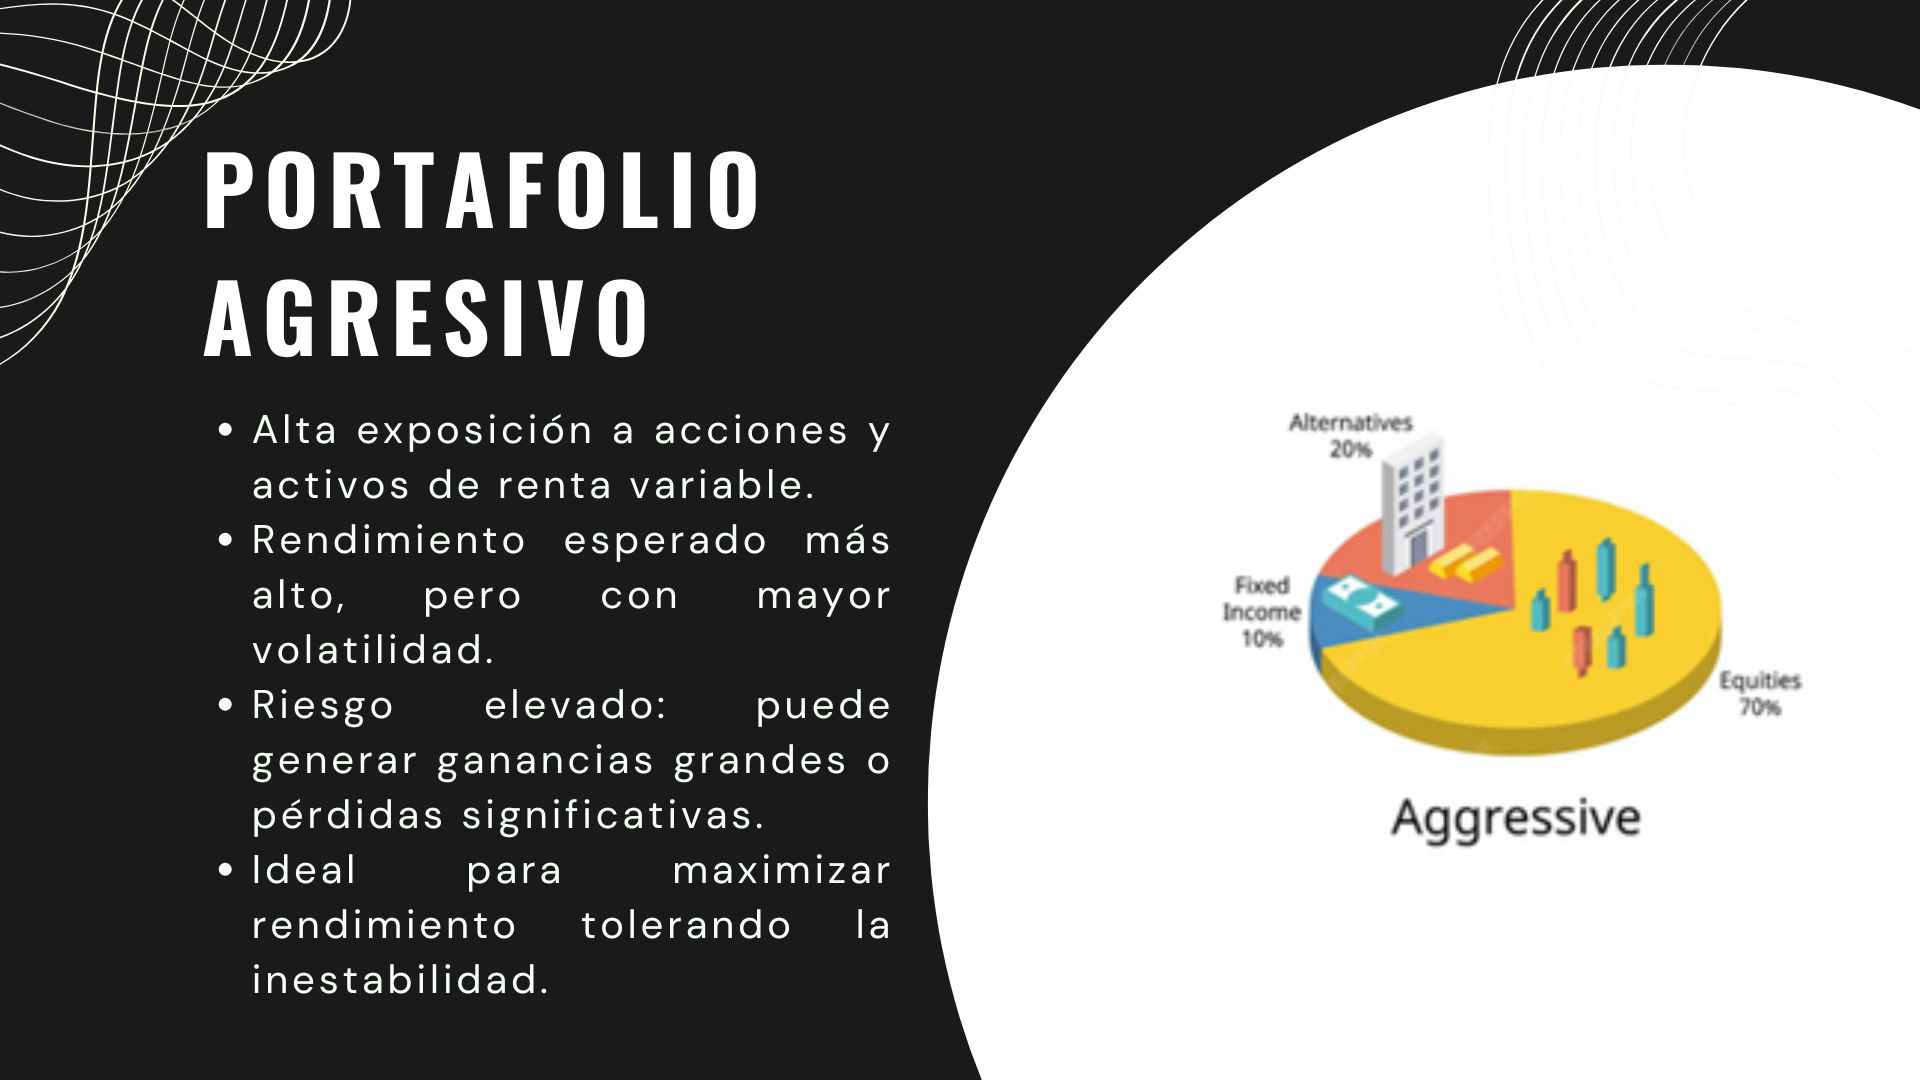 PORTAFOLIO
AGRESIVO
• Alta exposición a acciones y
activos de renta variable.
• Rendimiento esperado más
alto, pero con mayor
volatilidad.
• Riesgo elevado: puede
generar ganancias grandes o
pérdidas significativas.
• Ideal para maximizar
rendimiento tolerando la
inestabilidad.
Alternatives
20%
Fixed
Income
10%
Equities
70%
Aggressive